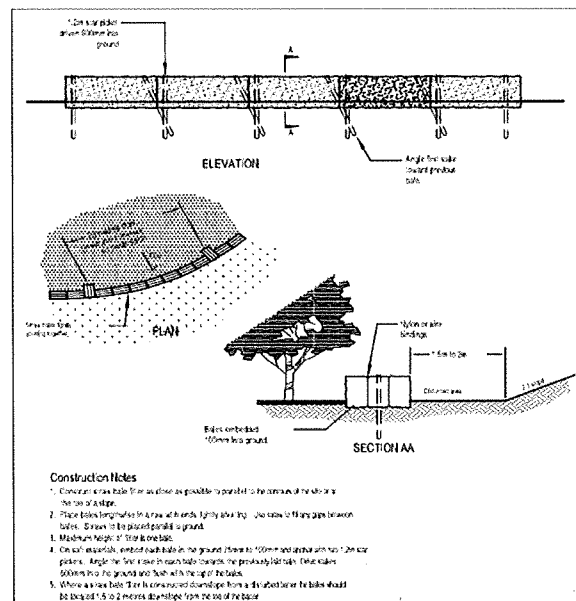 1.2m star picket
driven 600mm into
ground
A
A
ELEVATION
Angle first stake
toward previous
bale
PLAN
Nylon or wire
bindings
1.5m to 2m
Bales embedded
100mm into ground
SECTION AA
Construction Notes
1. Construct straw bale filter as close as possible to parallel to the contours of the site or at
the toe of a slope.
2. Place bales lengthwise in a row with ends tightly abutting. Use straw to fill any gaps between
bales. Straws to be placed parallel to ground.
3. Maximum height of filter is one bale.
4. On soft materials, embed each bale in the ground 75mm to 100mm and anchor with two 1.2m star
pickets. Angle the first stake in each bale towards the previously laid bale. Drive stakes
600mm into the ground and flush with the top of the bales.
5. Where a straw bale filter is constructed downslope from a disturbed batter the bales should
be located 1.5 to 2 metres downslope from the toe of the batter.